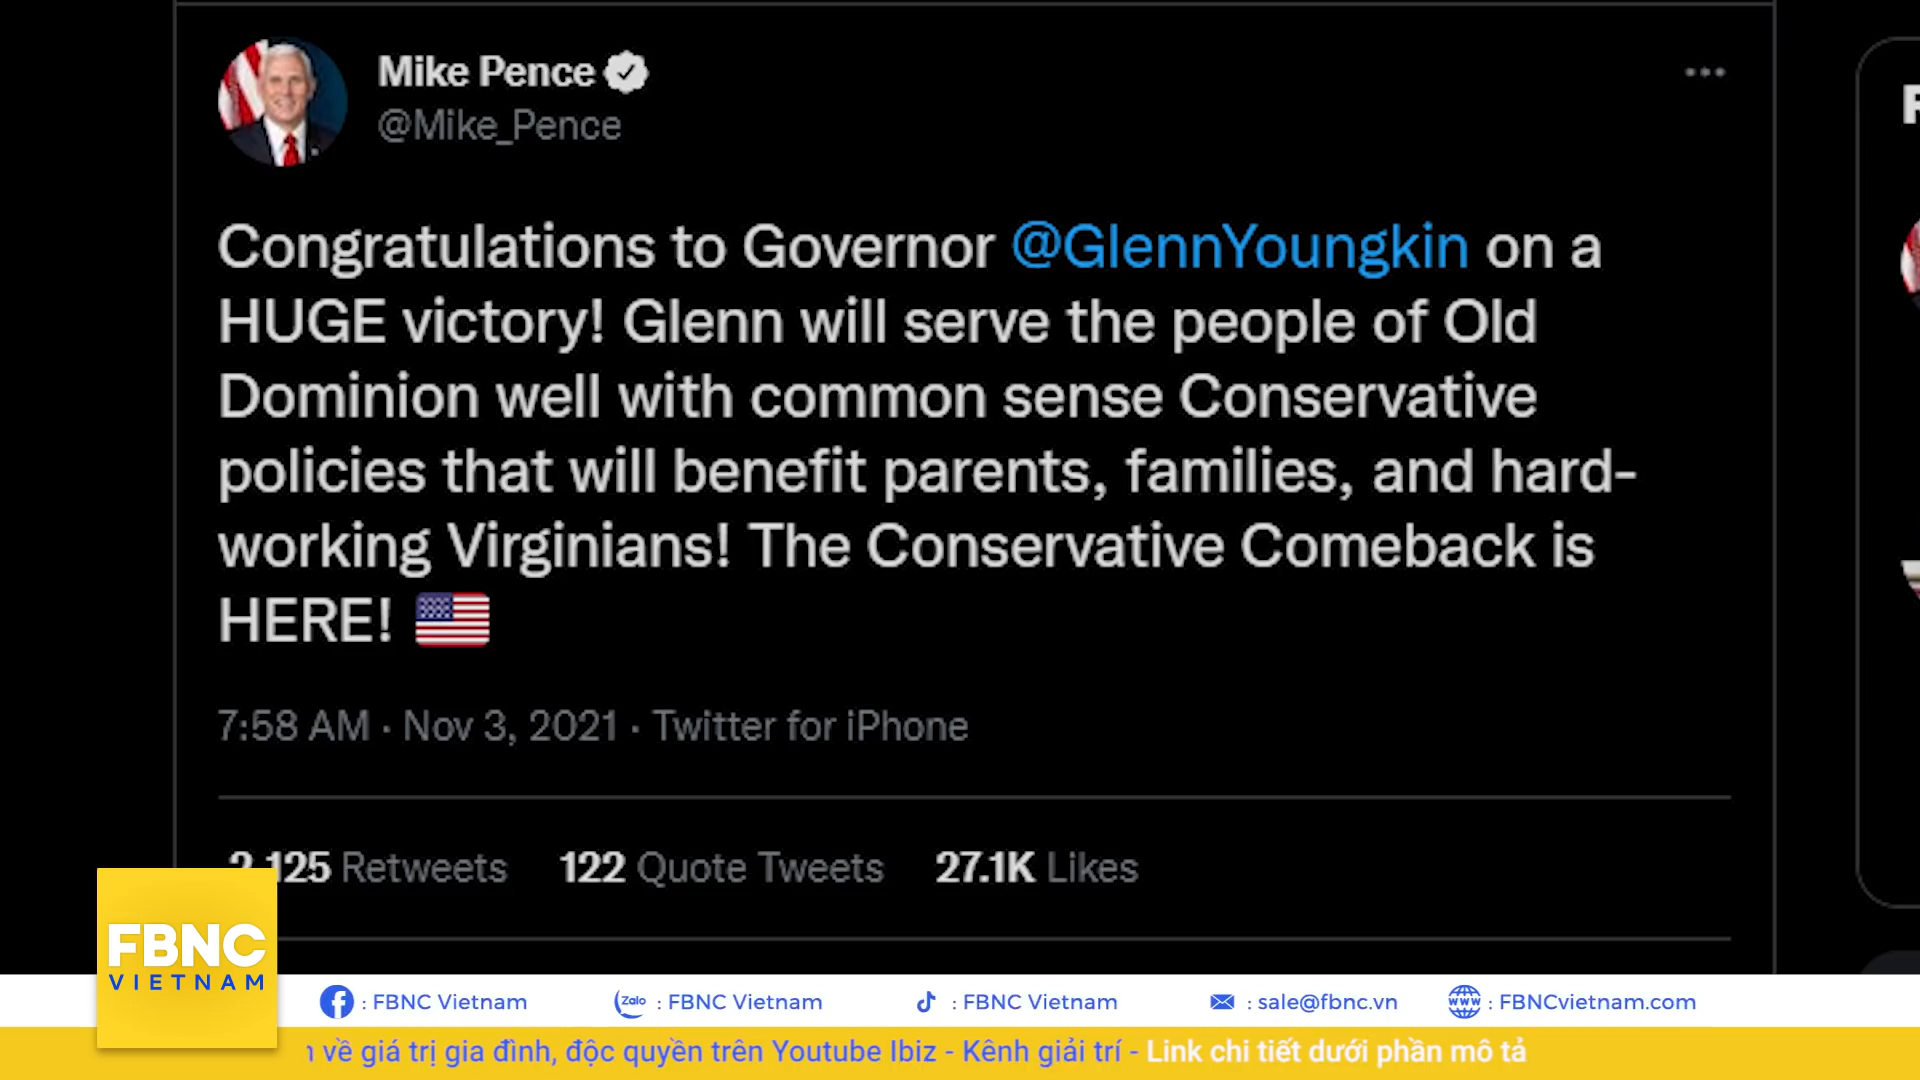 Mike Pence
@Mike_Pence
Congratulations to Governor @GlennYoungkin on a
HUGE victory! Glenn will serve the people of Old
Dominion well with common sense Conservative
policies that will benefit parents, families, and hard-
working Virginians! The Conservative Comeback is
HERE! 🇺🇸
7:58 AM · Nov 3, 2021 · Twitter for iPhone
2,125 Retweets 122 Quote Tweets 27.1K Likes
FBNC
VIETNAM
: FBNC Vietnam
Zalo : FBNC Vietnam
: FBNC Vietnam
: sale@fbnc.vn
www : FBNCvietnam.com
về giá trị gia đình, độc quyền trên Youtube Ibiz - Kênh giải trí - Link chi tiết dưới phần mô tả